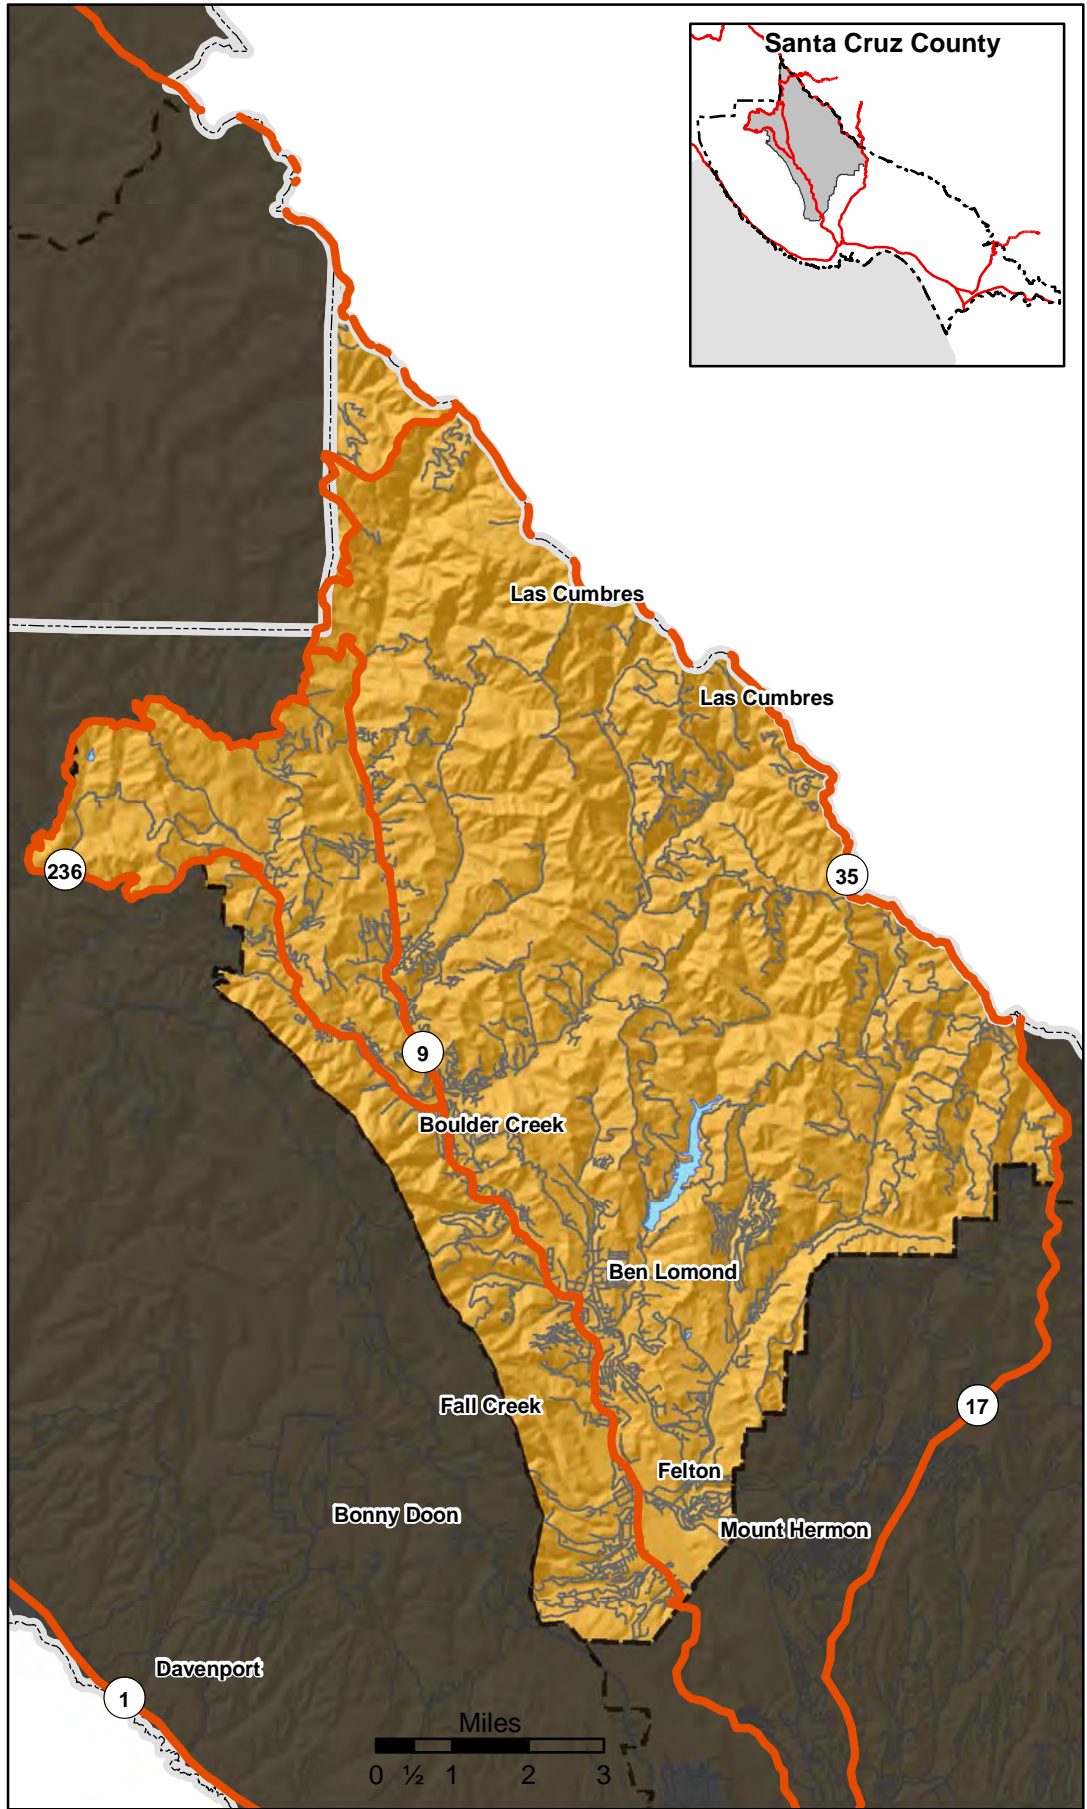 Santa Cruz County
Las Cumbres
Las Cumbres
236
35
9
Boulder Creek
Ben Lomond
Fall Creek
17
Felton
Bonny Doon
Mount Hermon
Davenport
1
Miles
0 ½ 1 2 3